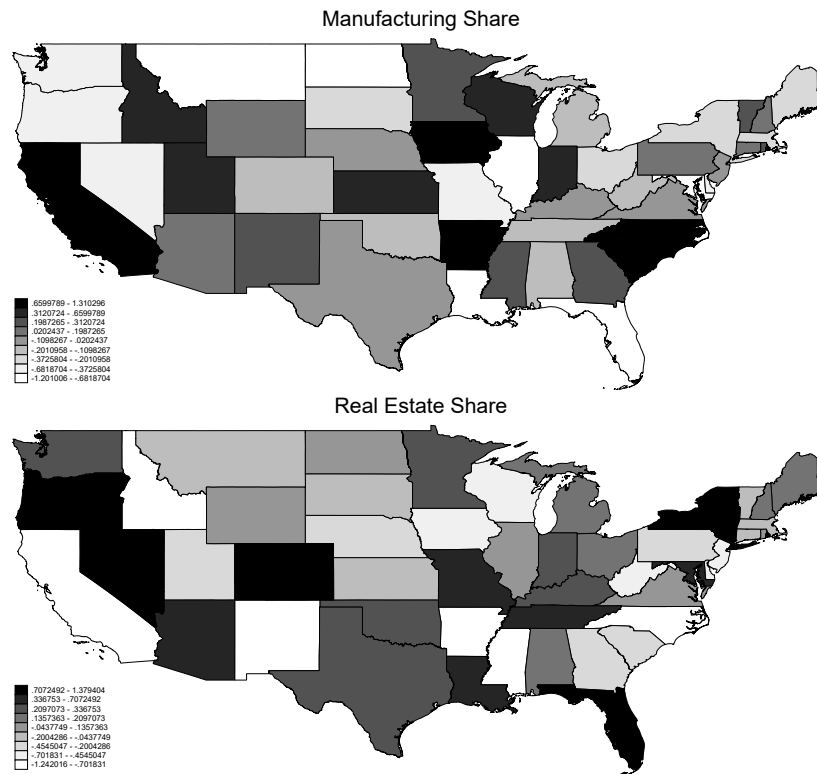 Manufacturing Share
.6599789 - 1.310296
.3120724 - .6599789
.1987265 - .3120724
.0202437 - .1987265
-.1098267 - .0202437
-.2010958 - -.1098267
-.3725804 - -.2010958
-.6818704 - -.3725804
-1.201006 - -.6818704
Real Estate Share
.7072492 - 1.379404
.336753 - .7072492
.2097073 - .336753
.1357363 - .2097073
-.0437749 - .1357363
-.2004286 - -.0437749
-.4545047 - -.2004286
-.701831 - -.4545047
-1.242016 - -.701831